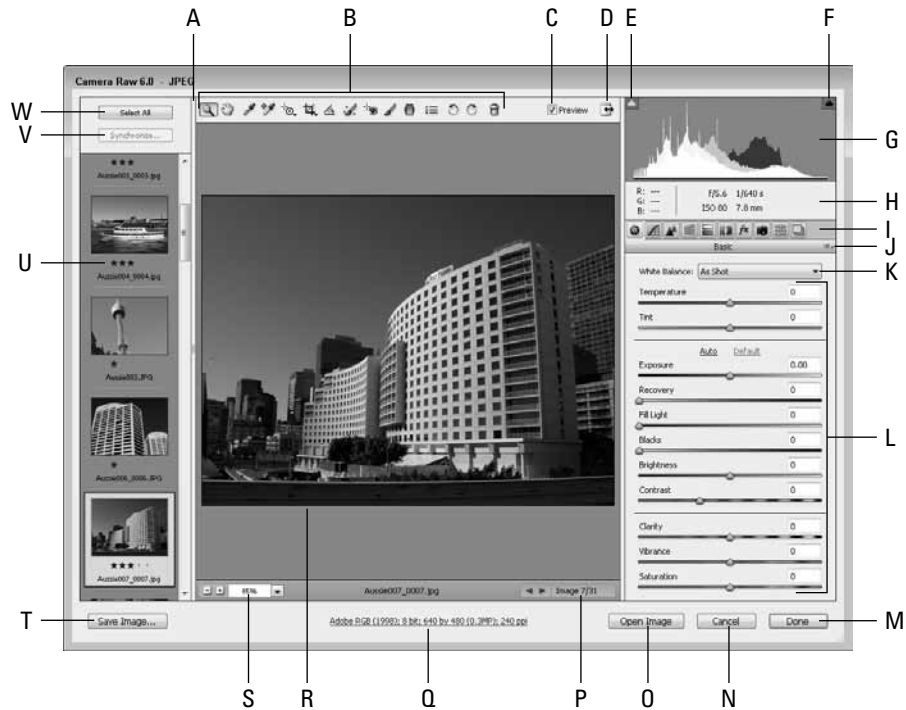 A B C D E F
Camera Raw 6.0 - JPEG
W Select All
V Synchronize...
Preview
G
R: ---
G: ---
B: ---
f/5.6 1/640 s
ISO 80 7.8 mm
H
I
Basic J
White Balance: As Shot K
Temperature 0
Tint 0
Auto Default
Exposure 0.00
Recovery 0
Fill Light 0
Blacks 0
Brightness 0
Contrast 0
Clarity 0
Vibrance 0
Saturation 0
L
Aussie003_0003.jpg
U
Aussie004_0004.jpg
Aussie005.JPG
Aussie006_0006.JPG
Aussie007_0007.jpg
Aussie007_0007.jpg
Image 7/31
T Save Image...
Adobe RGB (1998); 8 bit; 640 by 480 (0.3MP); 240 ppi
Open Image Cancel Done M
S R Q P O N